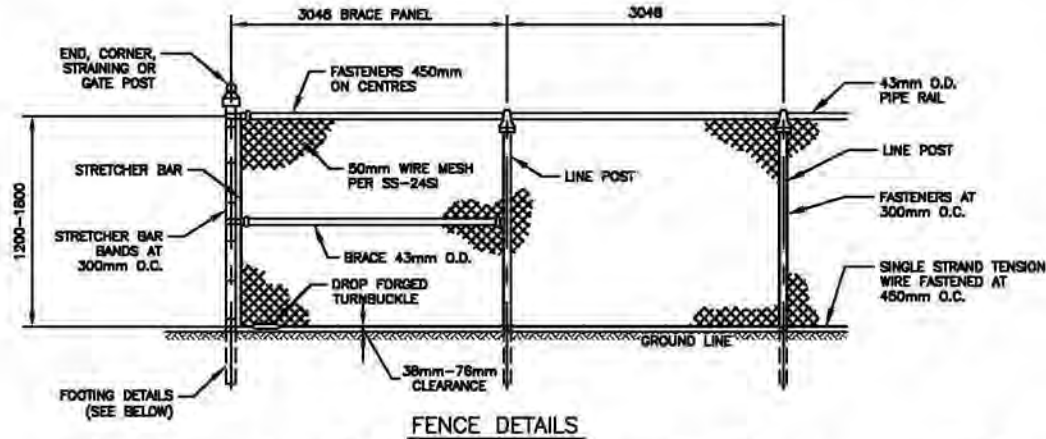 3048 BRACE PANEL
3048
END, CORNER,
STRAINING OR
GATE POST
FASTENERS 450mm
ON CENTRES
43mm O.D.
PIPE RAIL
STRETCHER BAR
50mm WIRE MESH
PER SS-24SI
LINE POST
LINE POST
1200-1800
STRETCHER BAR
BANDS AT
300mm O.C.
FASTENERS AT
300mm O.C.
BRACE 43mm O.D.
DROP FORGED
TURNBUCKLE
SINGLE STRAND TENSION
WIRE FASTENED AT
450mm O.C.
GROUND LINE
38mm-76mm
CLEARANCE
FOOTING DETAILS
(SEE BELOW)
FENCE DETAILS